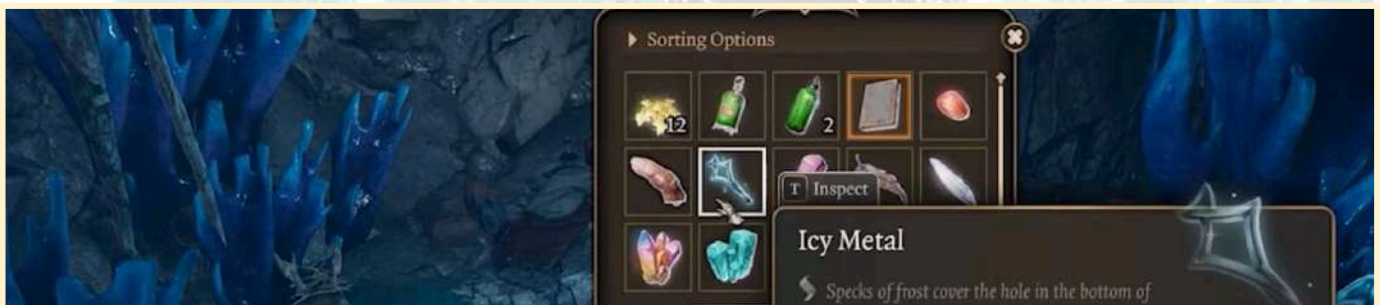 Sorting Options
12
2
T Inspect
Icy Metal
Specks of frost cover the hole in the bottom of